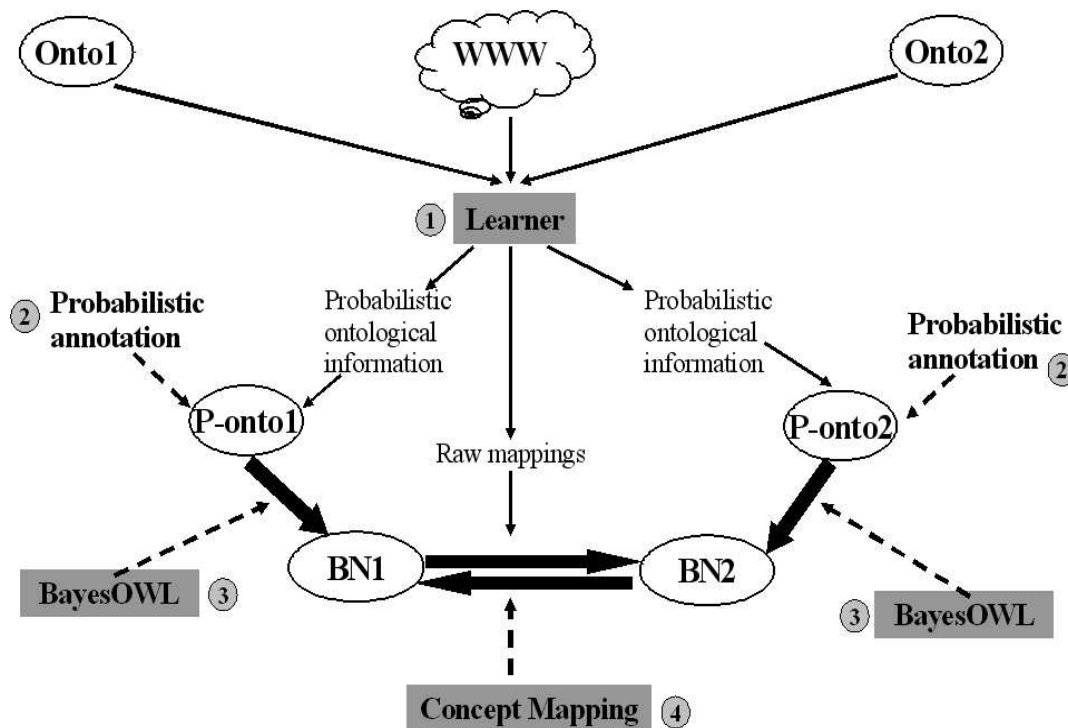 Onto1
WWW
Onto2
1 Learner
2 Probabilistic
annotation
Probabilistic
ontological
information
Probabilistic
ontological
information
Probabilistic
annotation 2
P-onto1
P-onto2
Raw mappings
BN1
BN2
BayesOWL 3
3 BayesOWL
Concept Mapping 4